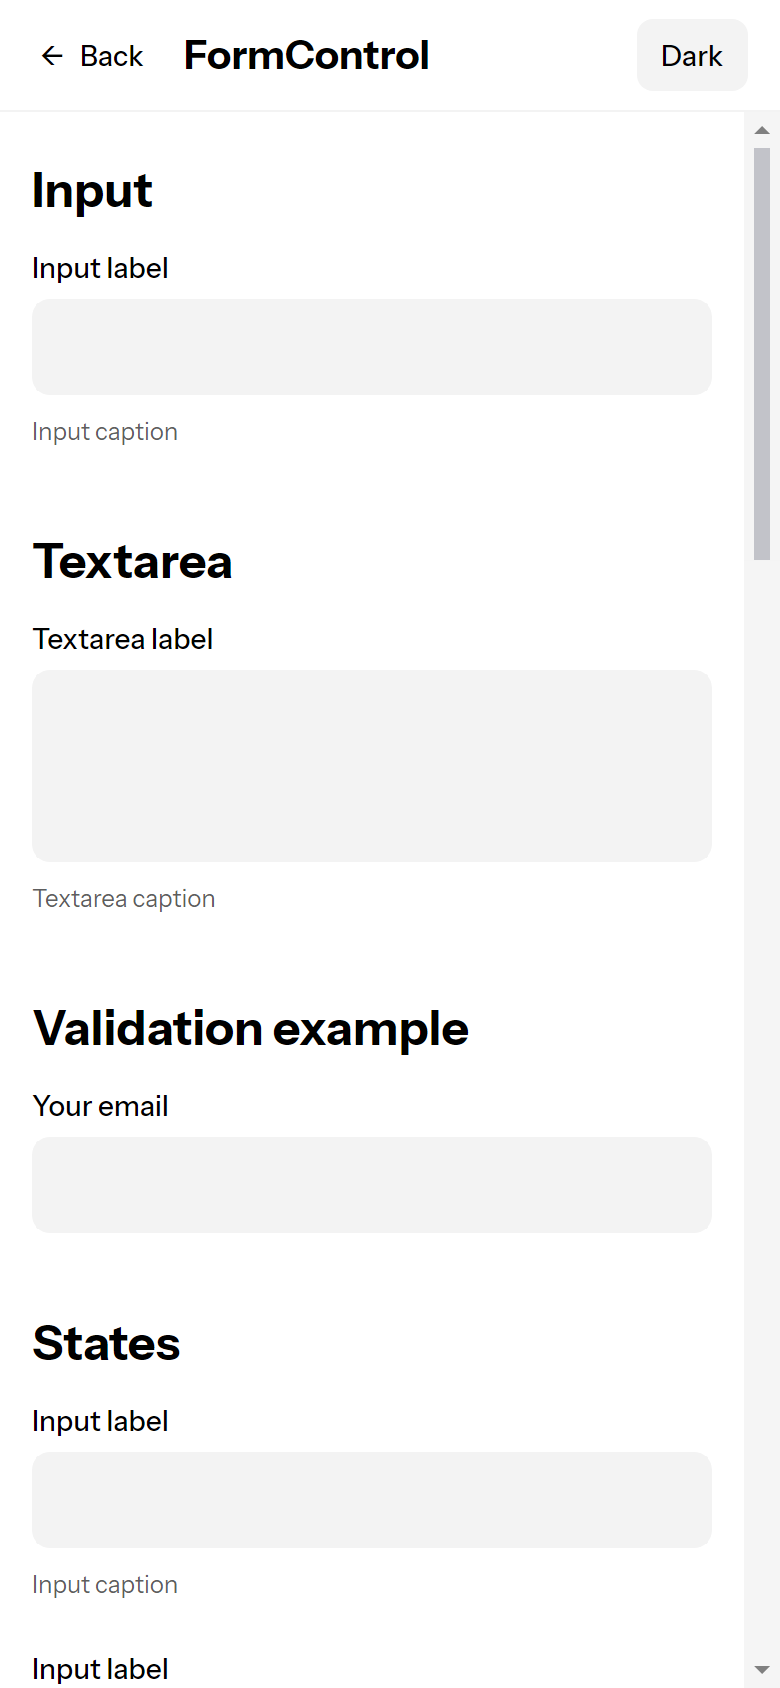 ← Back FormControl Dark
Input
Input label
Input caption
Textarea
Textarea label
Textarea caption
Validation example
Your email
States
Input label
Input caption
Input label